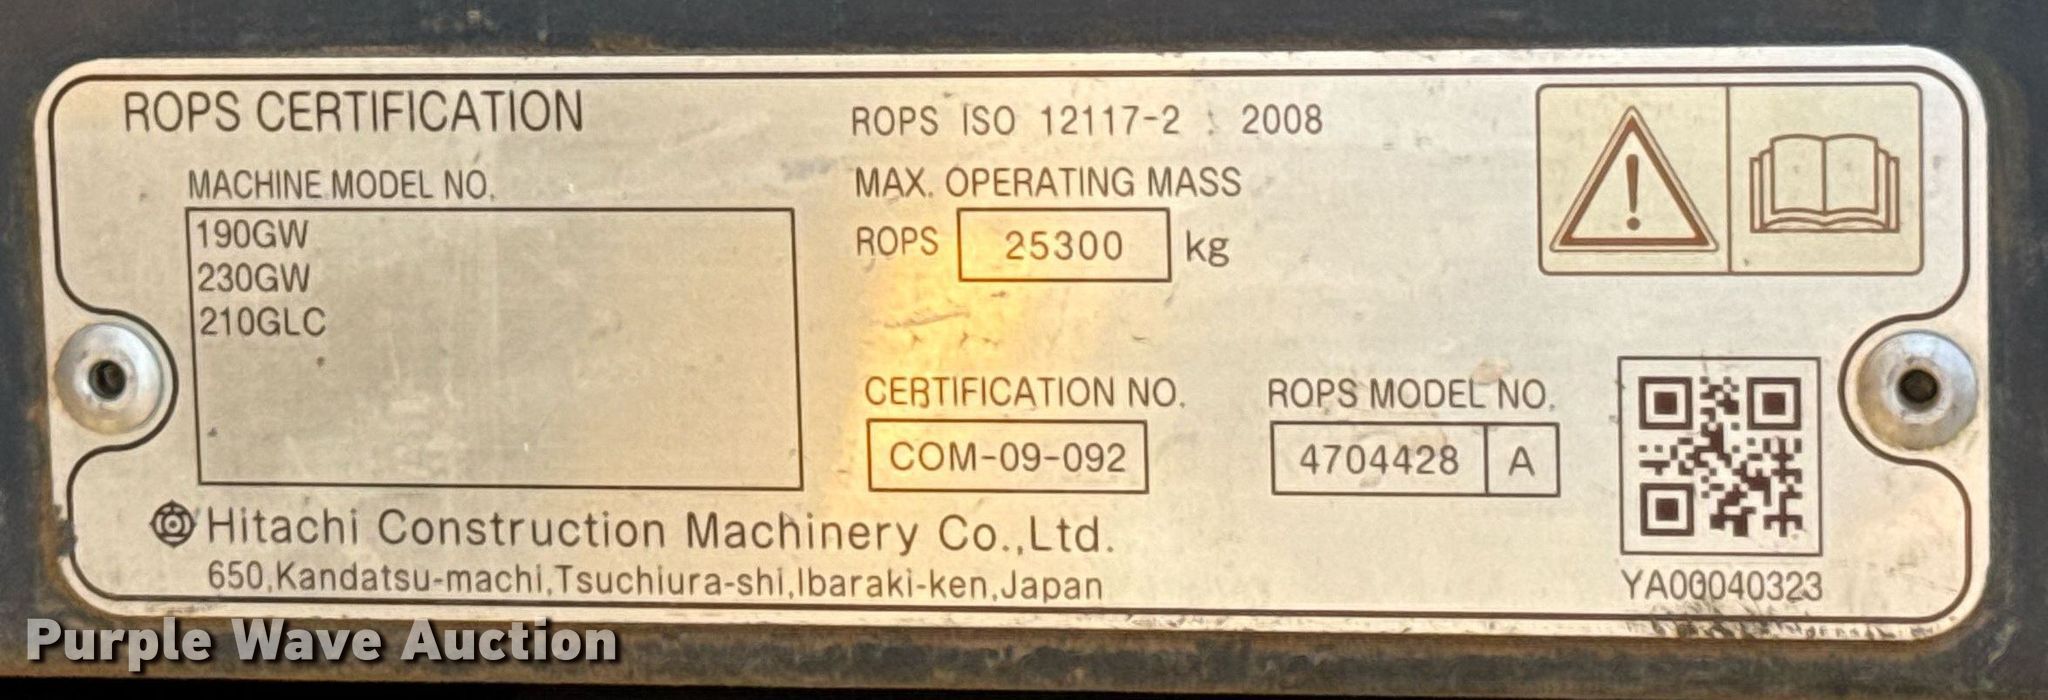 ROPS CERTIFICATION
MACHINE MODEL NO.
190GW
230GW
210GLC
ROPS ISO 12117-2 : 2008
MAX. OPERATING MASS
ROPS 25300 kg
CERTIFICATION NO.
COM-09-092
ROPS MODEL NO.
4704428 A
Hitachi Construction Machinery Co.,Ltd.
650,Kandatsu-machi,Tsuchiura-shi,Ibaraki-ken,Japan
YA00040323
Purple Wave Auction